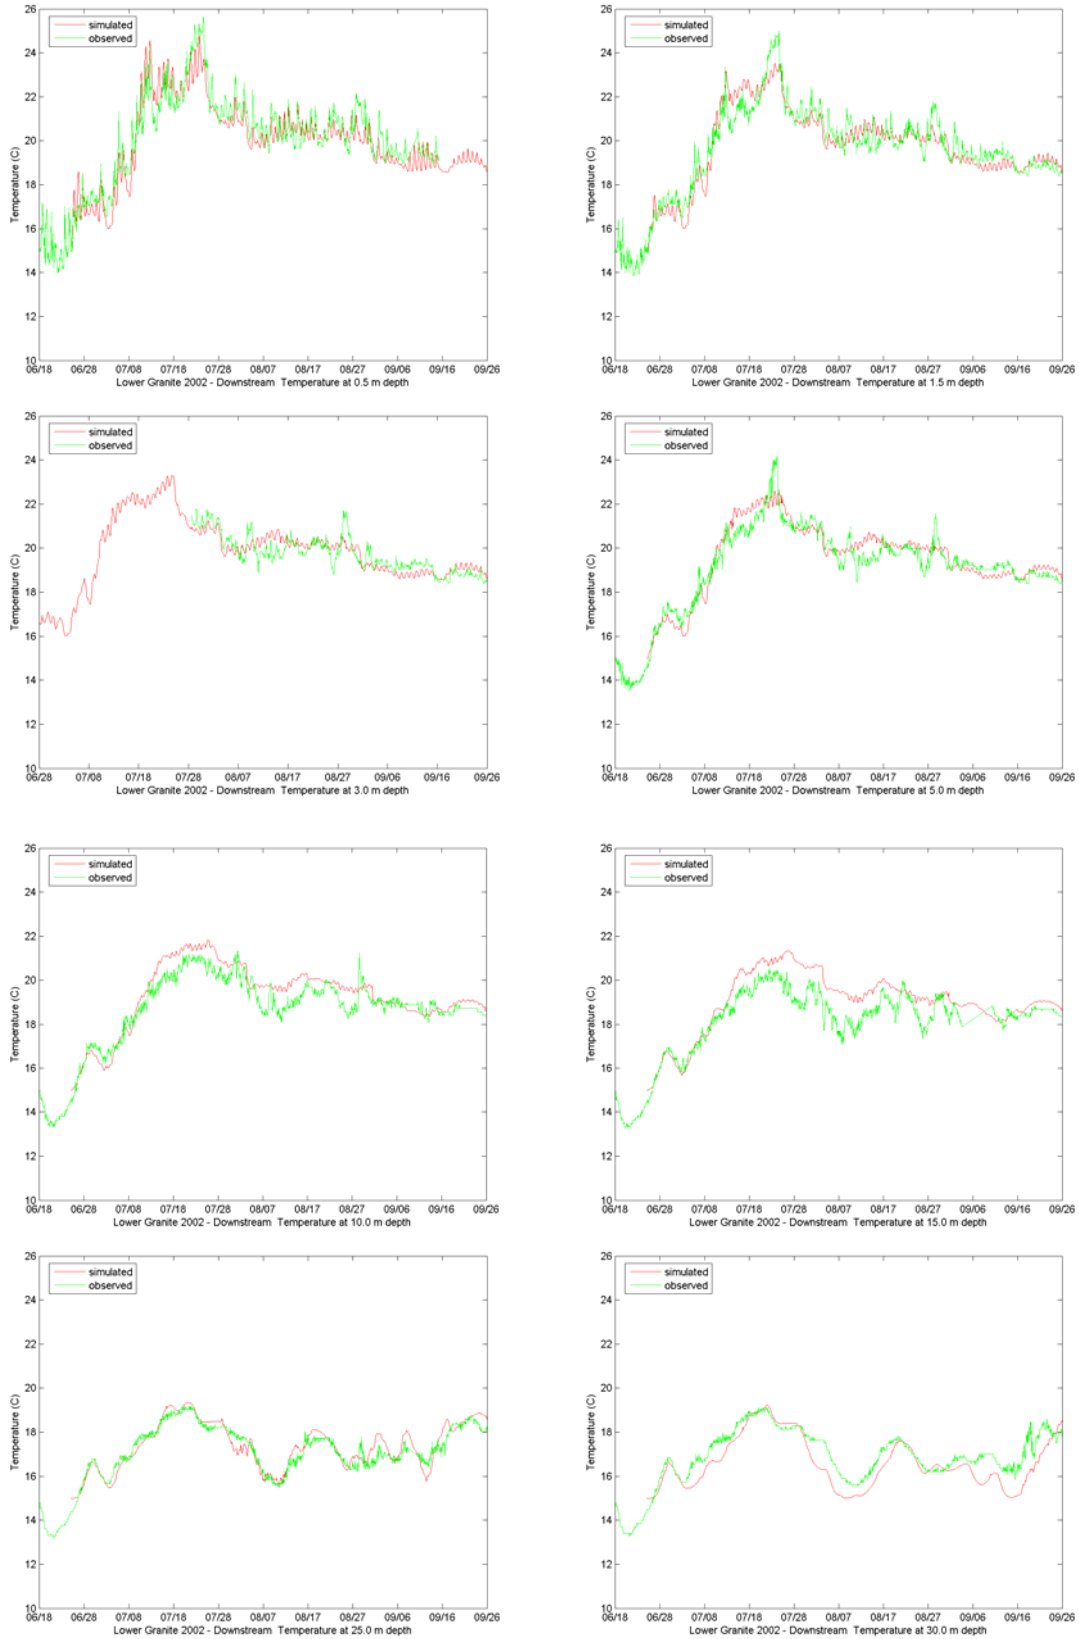 26
24
22
20
18
16
14
12
10
Temperature (C)
simulated
observed
06/18 06/28 07/08 07/18 07/28 08/07 08/17 08/27 09/06 09/16 09/26
Lower Granite 2002 - Downstream Temperature at 0.5 m depth
26
24
22
20
18
16
14
12
10
Temperature (C)
simulated
observed
06/18 06/28 07/08 07/18 07/28 08/07 08/17 08/27 09/06 09/16 09/26
Lower Granite 2002 - Downstream Temperature at 1.5 m depth
26
24
22
20
18
16
14
12
10
Temperature (C)
simulated
observed
06/28 07/08 07/18 07/28 08/07 08/17 08/27 09/06 09/16 09/26
Lower Granite 2002 - Downstream Temperature at 3.0 m depth
26
24
22
20
18
16
14
12
10
Temperature (C)
simulated
observed
06/18 06/28 07/08 07/18 07/28 08/07 08/17 08/27 09/06 09/16 09/26
Lower Granite 2002 - Downstream Temperature at 5.0 m depth
26
24
22
20
18
16
14
12
10
Temperature (C)
simulated
observed
06/18 06/28 07/08 07/18 07/28 08/07 08/17 08/27 09/06 09/16 09/26
Lower Granite 2002 - Downstream Temperature at 10.0 m depth
26
24
22
20
18
16
14
12
10
Temperature (C)
simulated
observed
06/18 06/28 07/08 07/18 07/28 08/07 08/17 08/27 09/06 09/16 09/26
Lower Granite 2002 - Downstream Temperature at 15.0 m depth
26
24
22
20
18
16
14
12
10
Temperature (C)
simulated
observed
06/18 06/28 07/08 07/18 07/28 08/07 08/17 08/27 09/06 09/16 09/26
Lower Granite 2002 - Downstream Temperature at 25.0 m depth
26
24
22
20
18
16
14
12
10
Temperature (C)
simulated
observed
06/18 06/28 07/08 07/18 07/28 08/07 08/17 08/27 09/06 09/16 09/26
Lower Granite 2002 - Downstream Temperature at 30.0 m depth